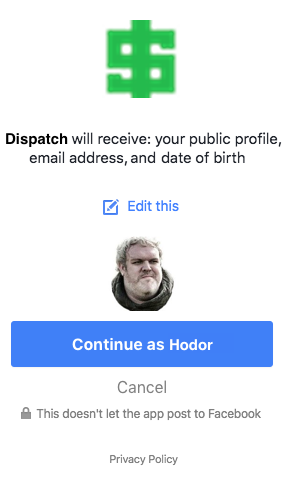 Dispatch will receive: your public profile,
email address, and date of birth
Edit this
Continue as Hodor
Cancel
This doesn't let the app post to Facebook
Privacy Policy